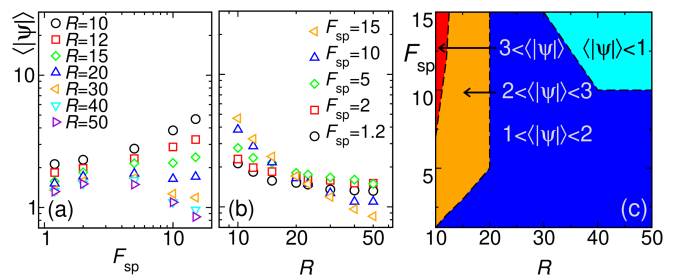 ⟨|ψ|⟩
10
1
R=10
R=12
R=15
R=20
R=30
R=40
R=50
(a)
1 10
F_sp
F_sp=15
F_sp=10
F_sp=5
F_sp=2
F_sp=1.2
(b)
10 20 30 40 50
R
15
F_sp
10
5
3<⟨|ψ|⟩ ⟨|ψ|⟩<1
2<⟨|ψ|⟩<3
1<⟨|ψ|⟩<2
(c)
10 20 30 40 50
R